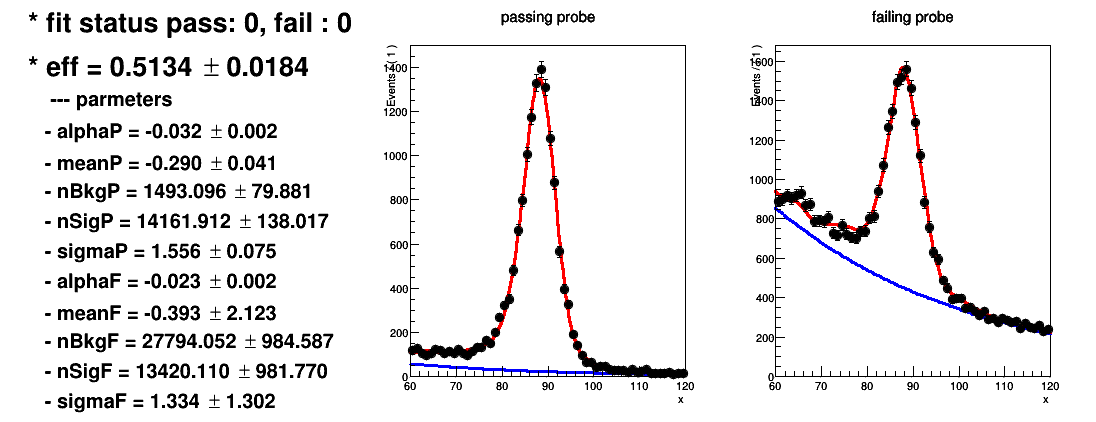 * fit status pass: 0, fail : 0
* eff = 0.5134 ± 0.0184
--- parmeters
- alphaP = -0.032 ± 0.002
- meanP = -0.290 ± 0.041
- nBkgP = 1493.096 ± 79.881
- nSigP = 14161.912 ± 138.017
- sigmaP = 1.556 ± 0.075
- alphaF = -0.023 ± 0.002
- meanF = -0.393 ± 2.123
- nBkgF = 27794.052 ± 984.587
- nSigF = 13420.110 ± 981.770
- sigmaF = 1.334 ± 1.302
passing probe
Events / ( 1 )
1400
1200
1000
800
600
400
200
0
60 70 80 90 100 110 120
x
failing probe
Events / ( 1 )
1600
1400
1200
1000
800
600
400
200
0
60 70 80 90 100 110 120
x